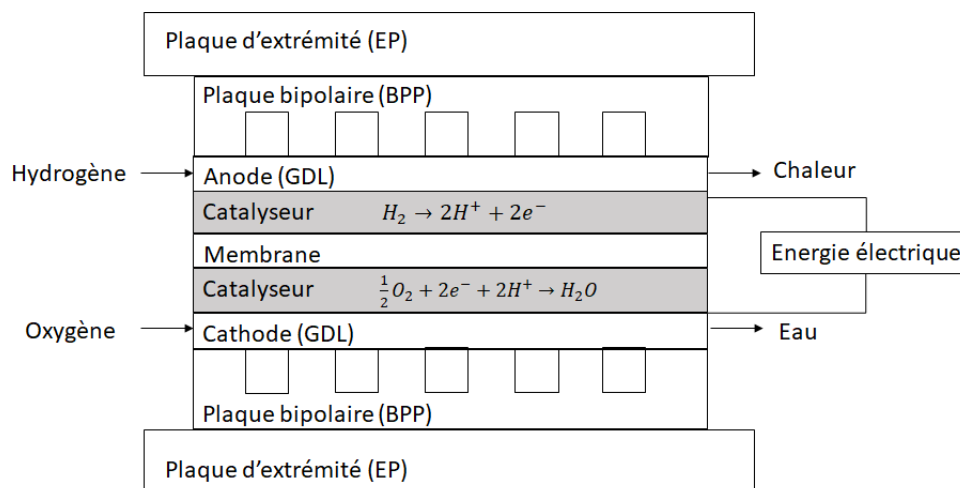 Plaque d'extrémité (EP)
Plaque bipolaire (BPP)
Hydrogène
Anode (GDL)
Chaleur
Catalyseur H₂ → 2H⁺ + 2e⁻
Membrane
Energie électrique
Catalyseur ½O₂ + 2e⁻ + 2H⁺ → H₂O
Oxygène
Cathode (GDL)
Eau
Plaque bipolaire (BPP)
Plaque d'extrémité (EP)